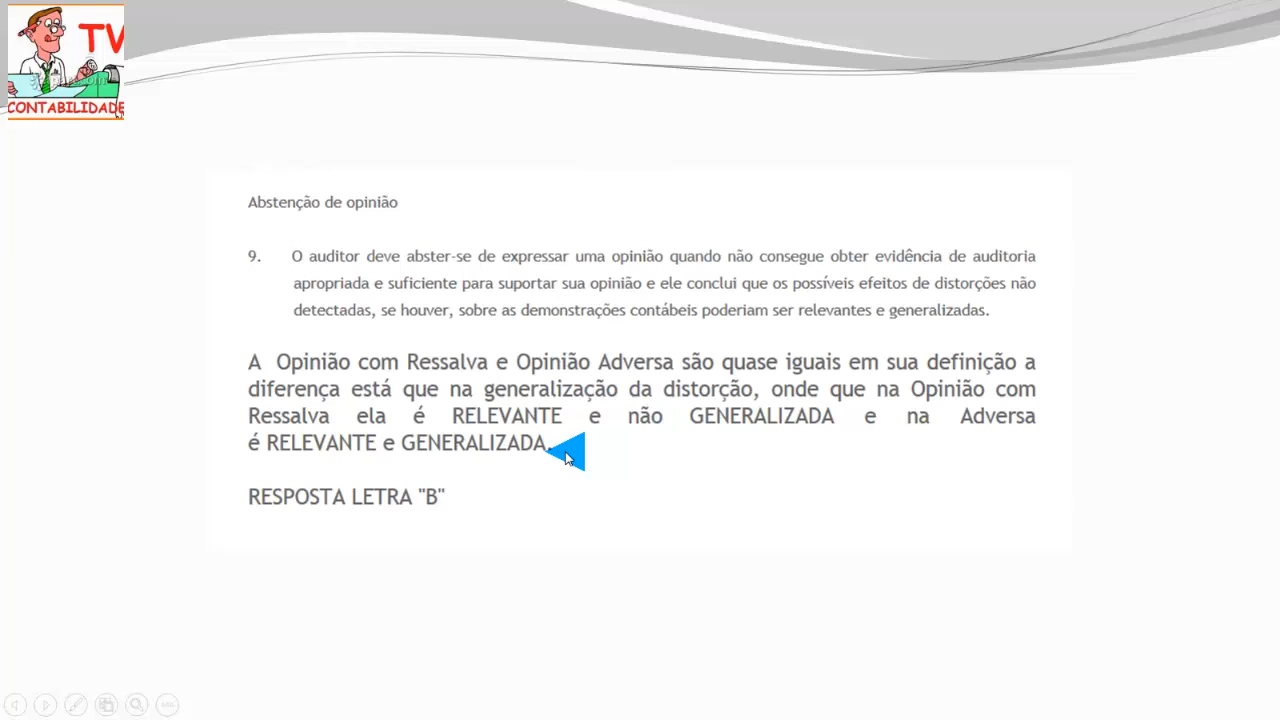 TV
CONTABILIDADE
Abstenção de opinião
9. O auditor deve abster-se de expressar uma opinião quando não consegue obter evidência de auditoria
apropriada e suficiente para suportar sua opinião e ele conclui que os possíveis efeitos de distorções não
detectadas, se houver, sobre as demonstrações contábeis poderiam ser relevantes e generalizadas.
A Opinião com Ressalva e Opinião Adversa são quase iguais em sua definição a
diferença está que na generalização da distorção, onde que na Opinião com
Ressalva ela é RELEVANTE e não GENERALIZADA e na Adversa
é RELEVANTE e GENERALIZADA.
RESPOSTA LETRA "B"